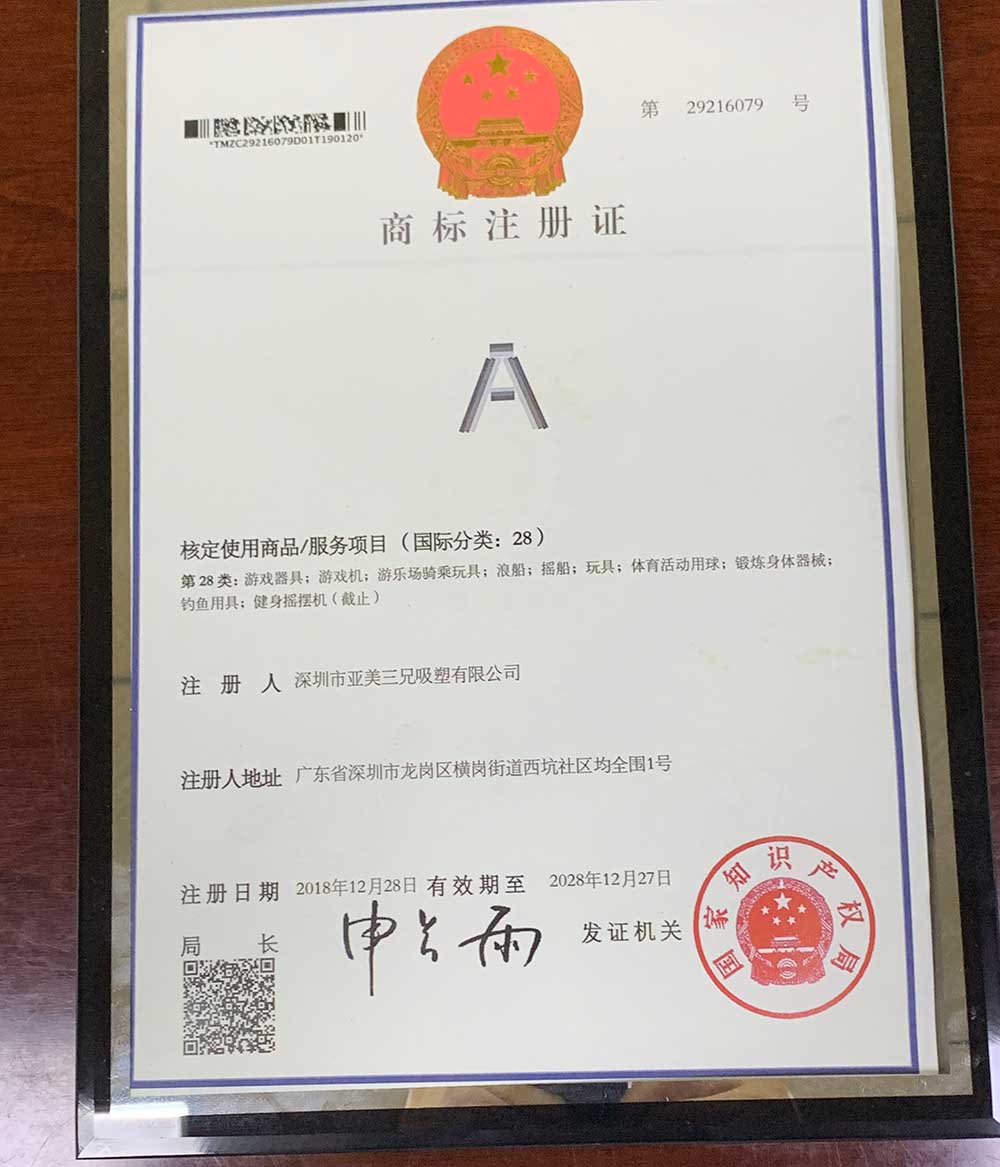 第 29216079 号
*TMZC29216079D01T190120*
商标注册证
A
核定使用商品/服务项目（国际分类：28）
第28类：游戏器具；游戏机；游乐场骑乘玩具；浪船；摇船；玩具；体育活动用球；锻炼身体器械；
钓鱼用具；健身摇摆机（截止）
注 册 人 深圳市亚美三兄吸塑有限公司
注册人地址 广东省深圳市龙岗区横岗街道西坑社区均全围1号
注册日期 2018年12月28日 有效期至 2028年12月27日
局 长 申长雨 发证机关
国家知识产权局